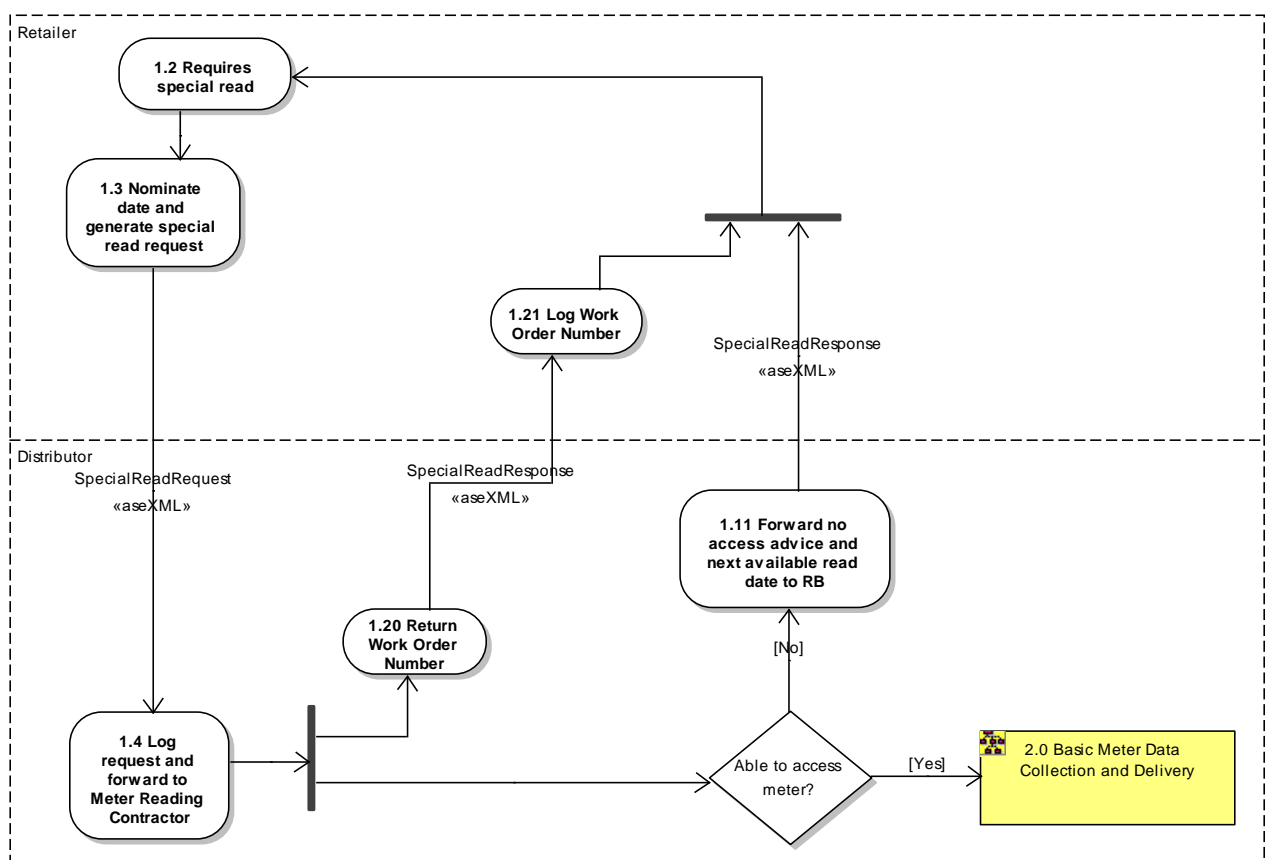 Retailer
1.2 Requires
special read
1.3 Nominate
date and
generate special
read request
1.21 Log Work
Order Number
SpecialReadResponse
«aseXML»
Distributor
SpecialReadRequest
«aseXML»
SpecialReadResponse
«aseXML»
1.11 Forward no
access advice and
next available read
date to RB
1.20 Return
Work Order
Number
[No]
1.4 Log
request and
forward to
Meter Reading
Contractor
Able to access
meter?
[Yes]
2.0 Basic Meter Data
Collection and Delivery